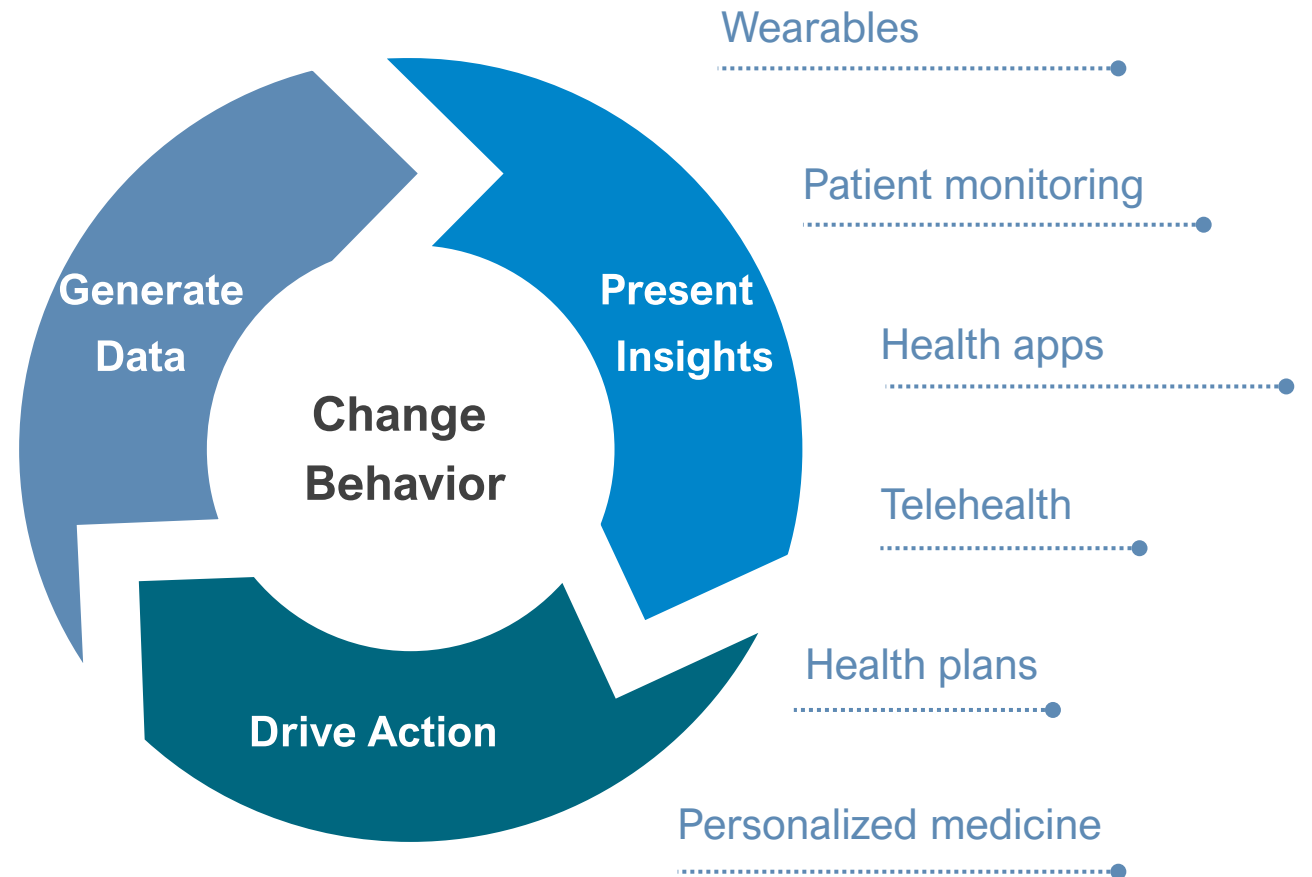 Wearables
Patient monitoring
Health apps
Telehealth
Health plans
Personalized medicine
Generate
Data
Present
Insights
Drive Action
Change
Behavior